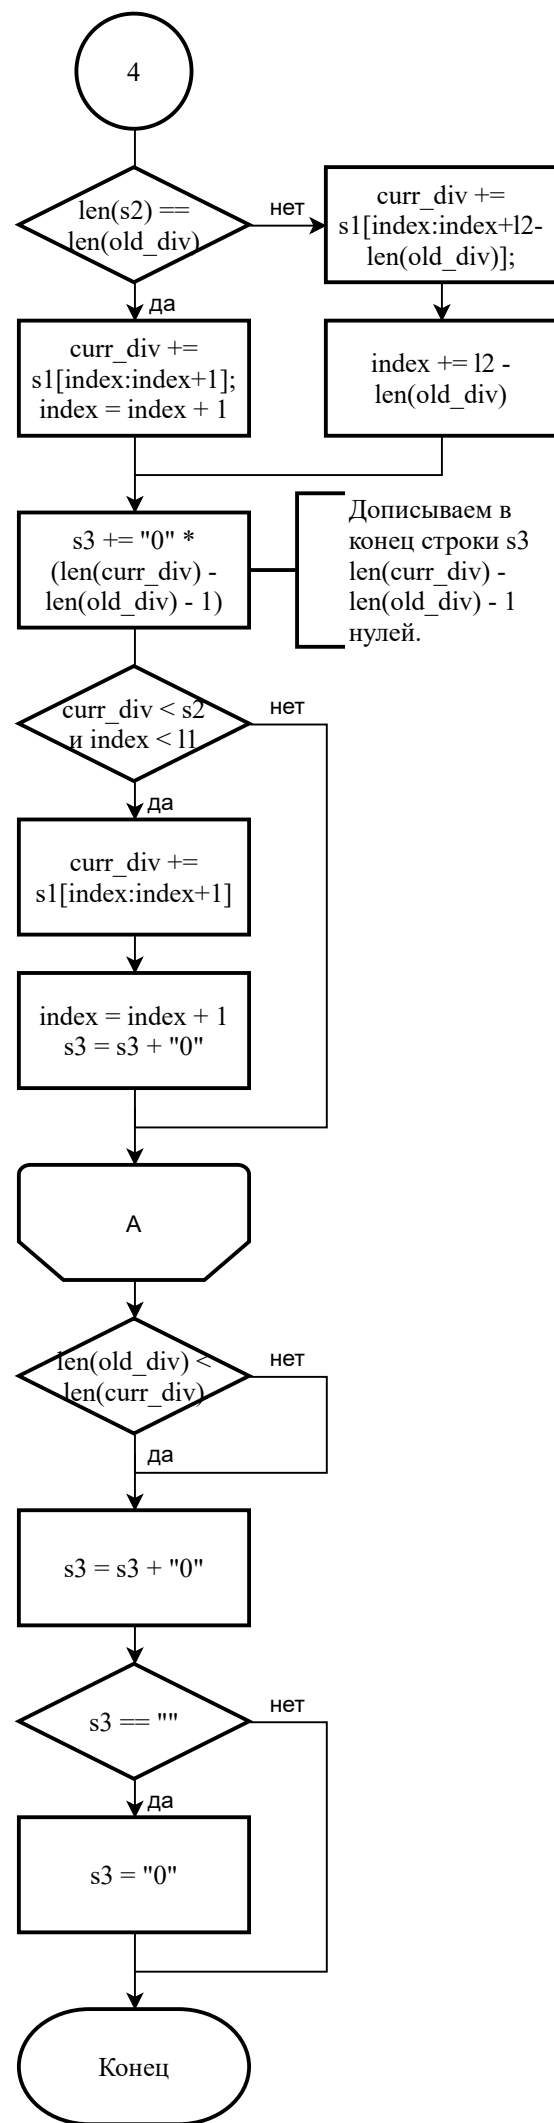 4
len(s2) ==
len(old_div)
нет
curr_div +=
s1[index:index+l2-
len(old_div)];
да
curr_div +=
s1[index:index+1];
index = index + 1
index += l2 -
len(old_div)
s3 += "0" *
(len(curr_div) -
len(old_div) - 1)
Дописываем в
конец строки s3
len(curr_div) -
len(old_div) - 1
нулей.
curr_div < s2
и index < l1
нет
да
curr_div +=
s1[index:index+1]
index = index + 1
s3 = s3 + "0"
A
len(old_div) <
len(curr_div)
нет
да
s3 = s3 + "0"
s3 == ""
нет
да
s3 = "0"
Конец